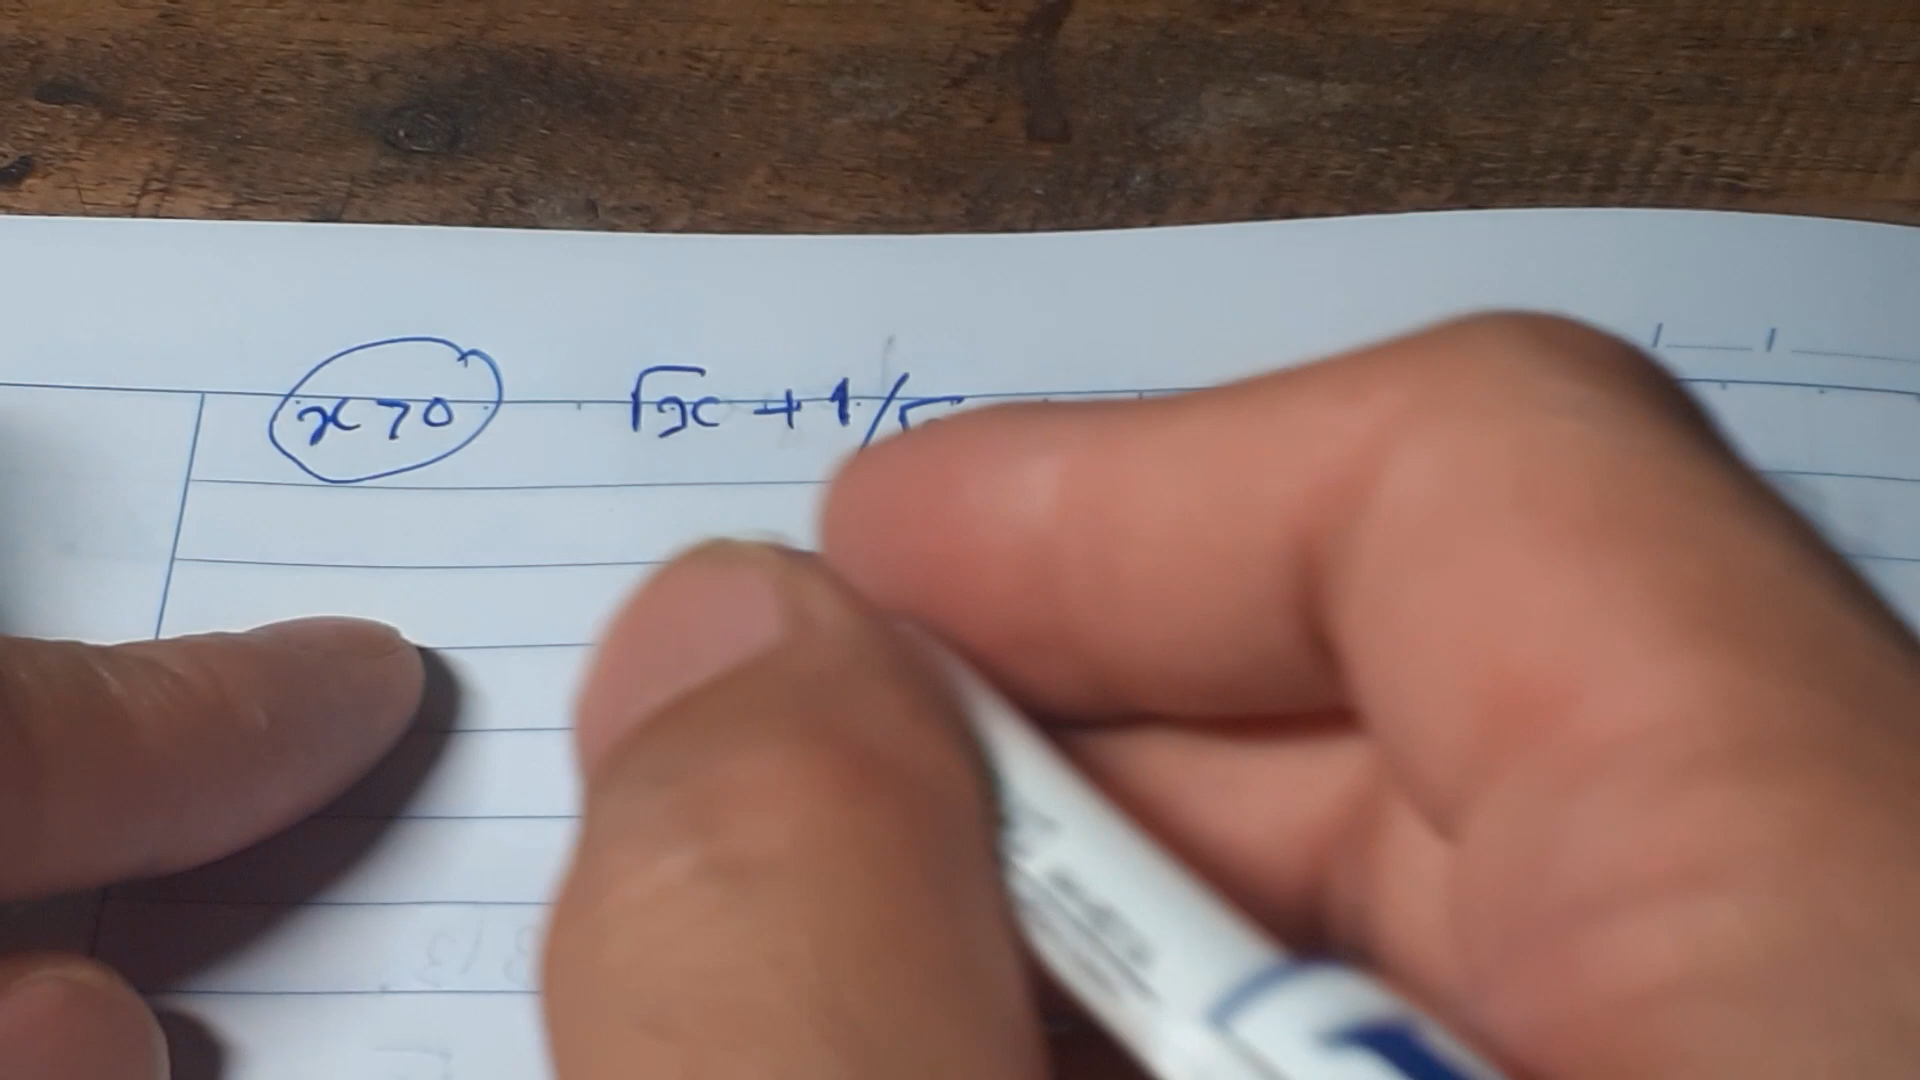 x>0 √x + 1/√